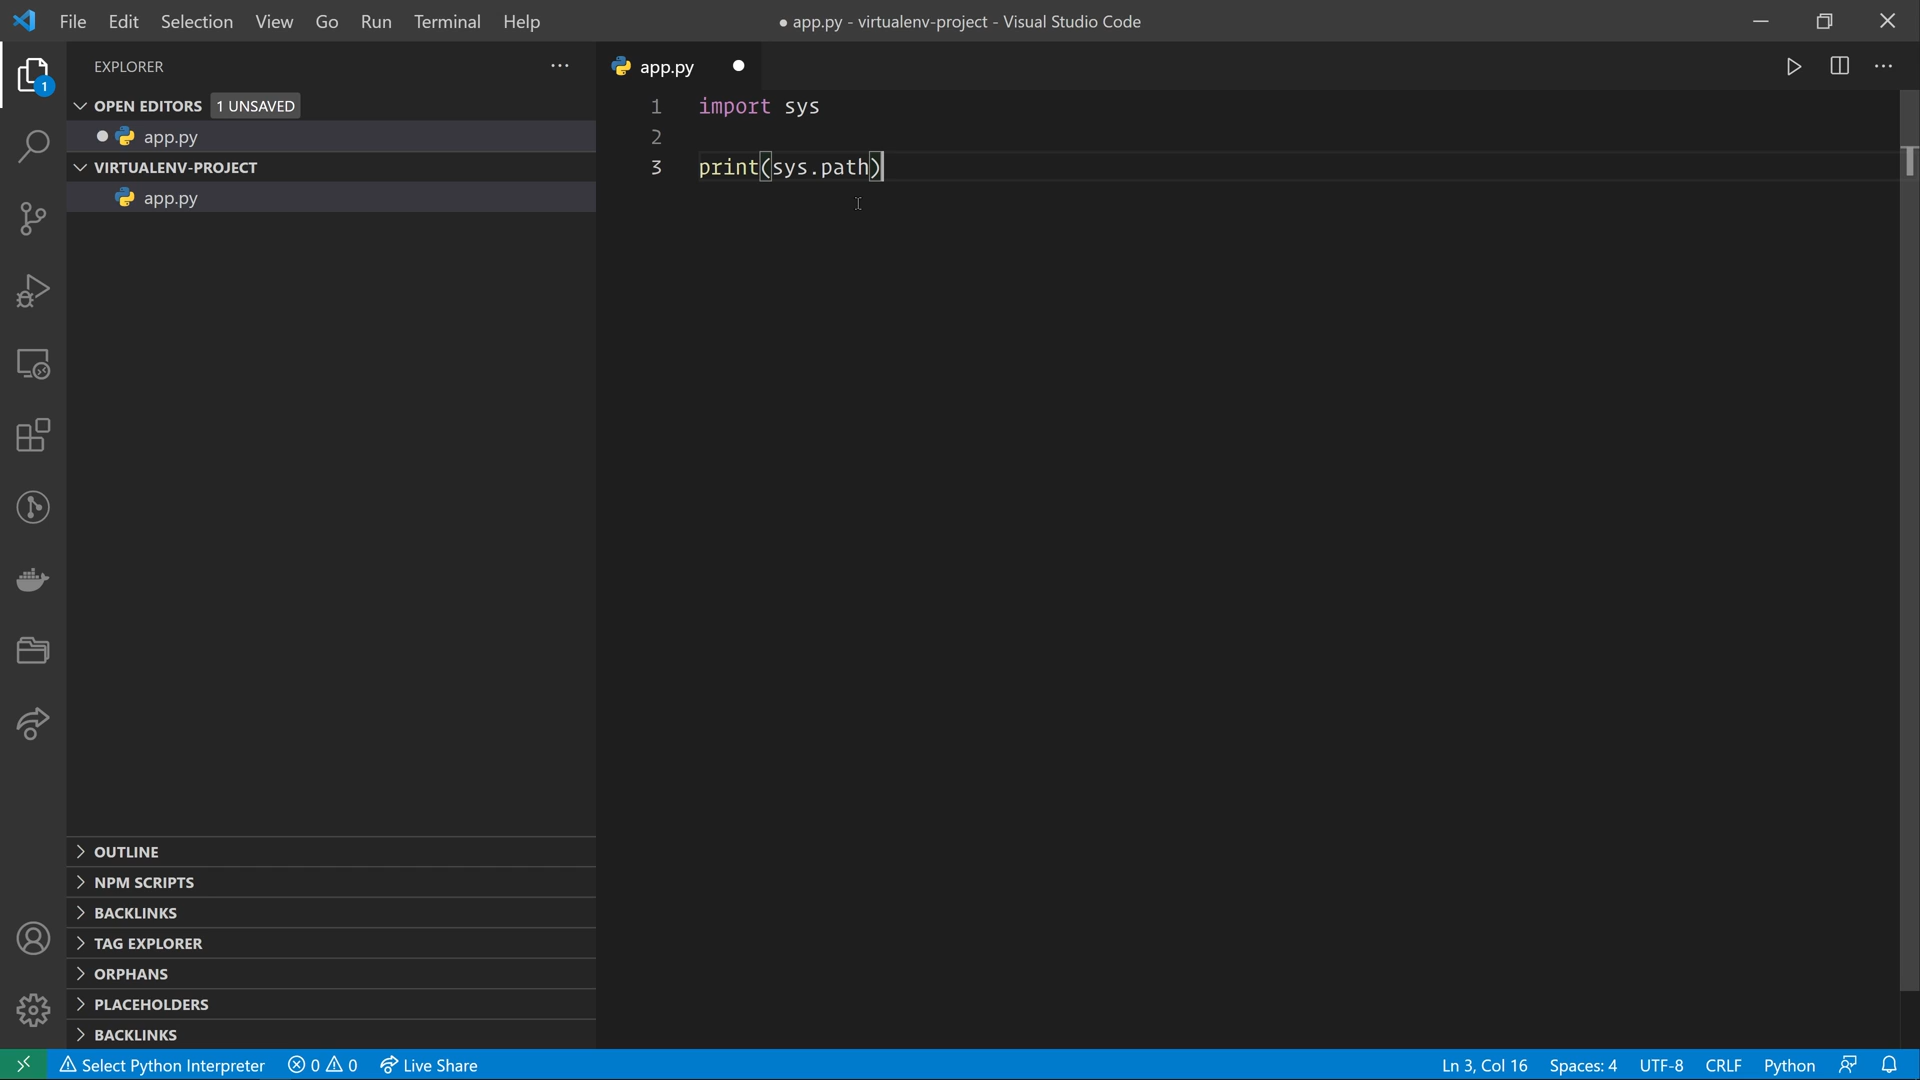 File Edit Selection View Go Run Terminal Help
● app.py - virtualenv-project - Visual Studio Code
EXPLORER
1
OPEN EDITORS 1 UNSAVED
app.py
VIRTUALENV-PROJECT
app.py
OUTLINE
NPM SCRIPTS
BACKLINKS
TAG EXPLORER
ORPHANS
PLACEHOLDERS
BACKLINKS
app.py
1 import sys
2
3 print(sys.path)
Select Python Interpreter 0 0 Live Share
Ln 3, Col 16 Spaces: 4 UTF-8 CRLF Python